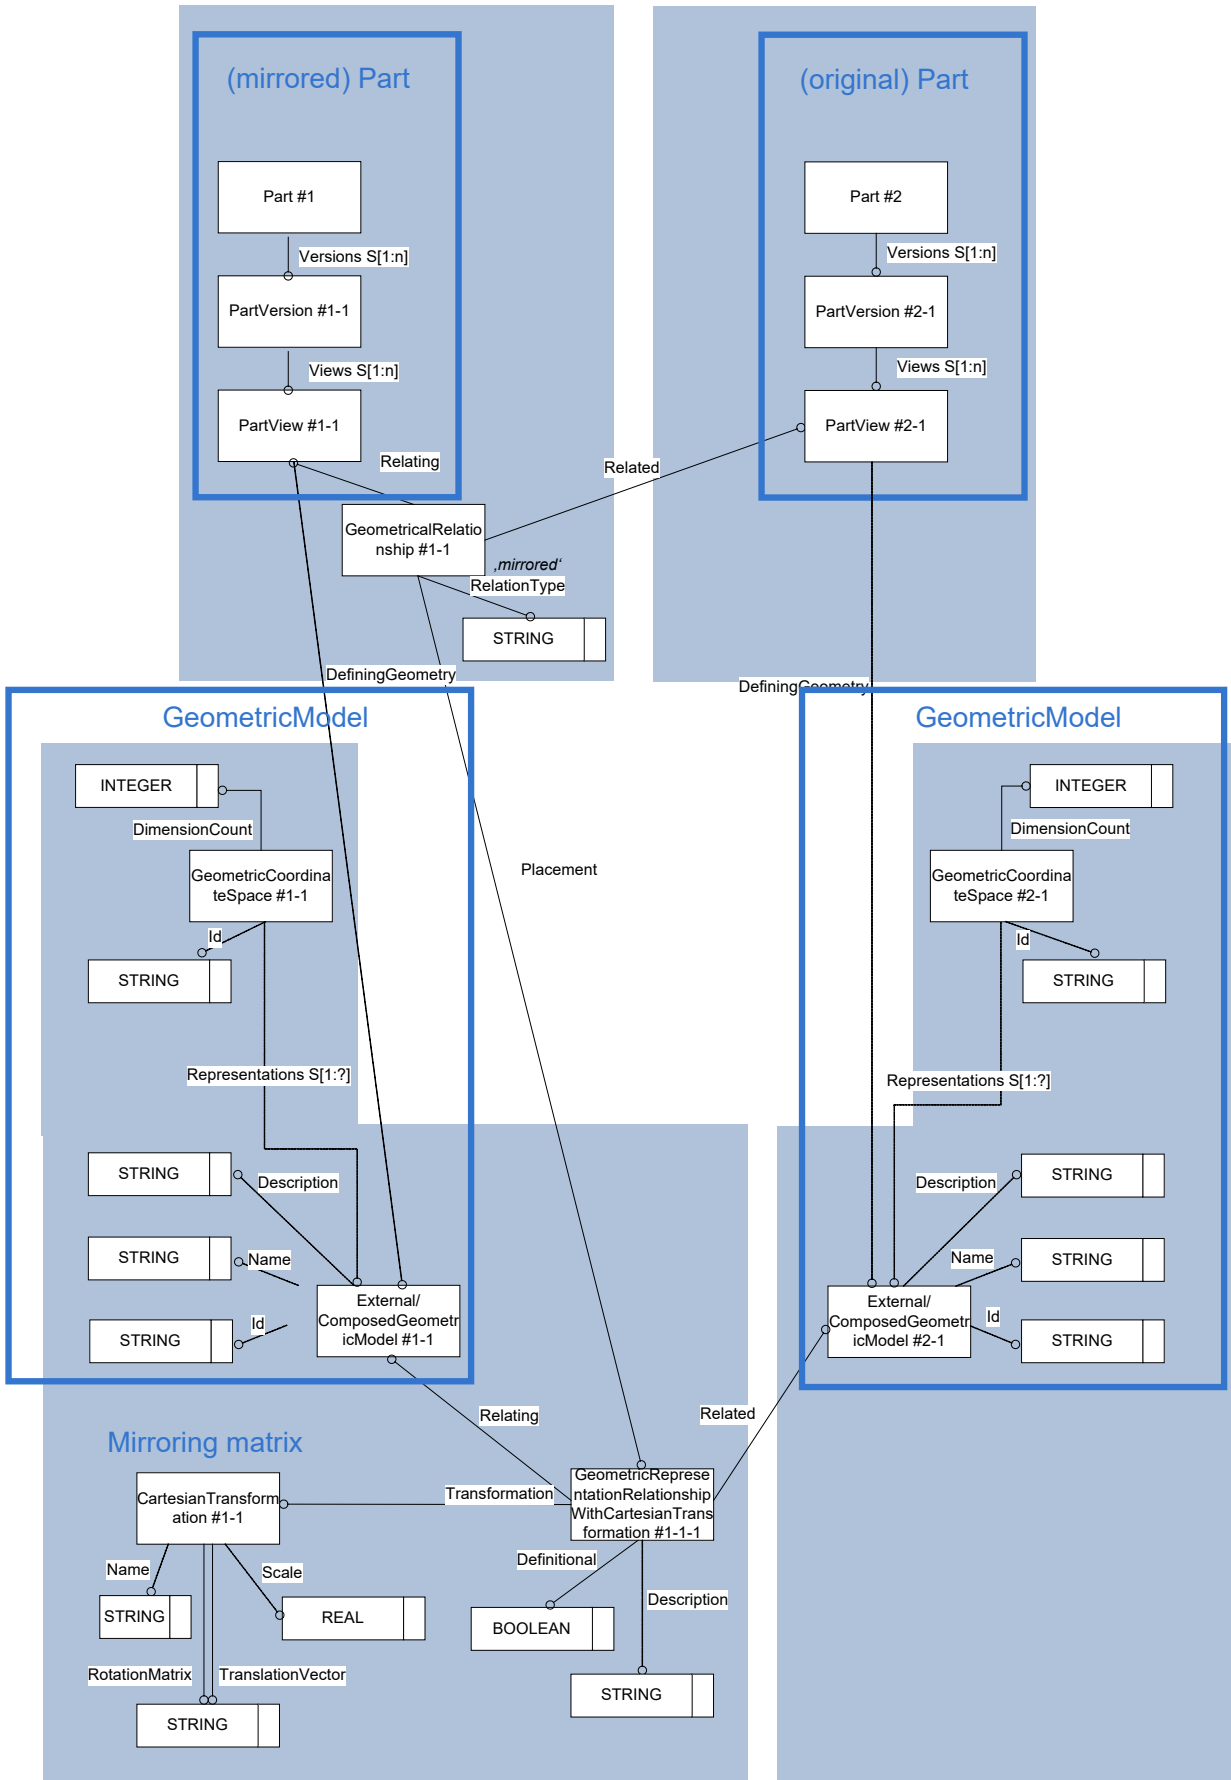 (mirrored) Part
(original) Part
Part #1
Part #2
Versions S[1:n]
Versions S[1:n]
PartVersion #1-1
PartVersion #2-1
Views S[1:n]
Views S[1:n]
PartView #1-1
PartView #2-1
Relating
Related
GeometricalRelatio
nship #1-1
‚mirrored‘
RelationType
STRING
DefiningGeometry
DefiningGeometry
GeometricModel
GeometricModel
INTEGER
INTEGER
DimensionCount
DimensionCount
GeometricCoordina
teSpace #1-1
Placement
GeometricCoordina
teSpace #2-1
Id
Id
STRING
STRING
Representations S[1:?]
Representations S[1:?]
STRING
Description
Description
STRING
STRING
Name
Name
STRING
External/
ComposedGeometr
icModel #1-1
External/
ComposedGeometr
icModel #2-1
Id
STRING
Id
STRING
Relating
Related
Mirroring matrix
CartesianTransform
ation #1-1
Transformation
GeometricReprese
ntationRelationship
WithCartesianTrans
formation #1-1-1
Name
Scale
Definitional
Description
STRING
REAL
BOOLEAN
RotationMatrix
TranslationVector
STRING
STRING